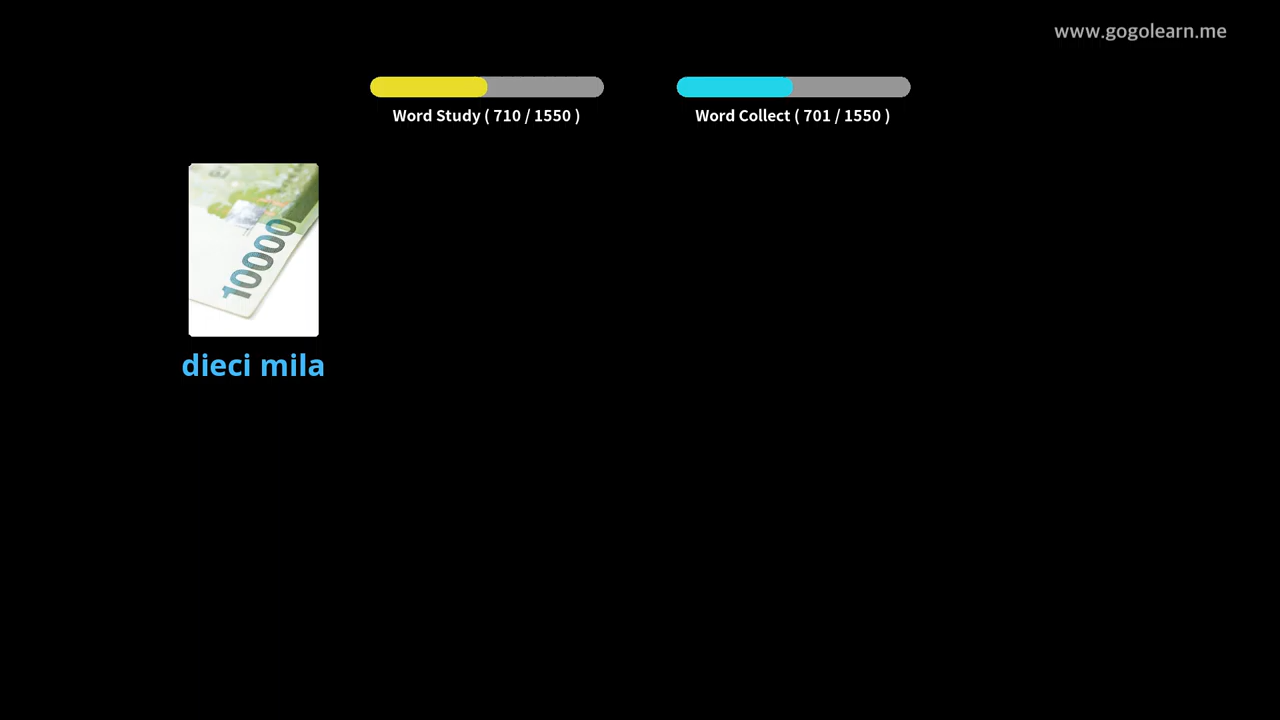 www.gogolearn.me
Word Study ( 710 / 1550 )
Word Collect ( 701 / 1550 )
10000
dieci mila